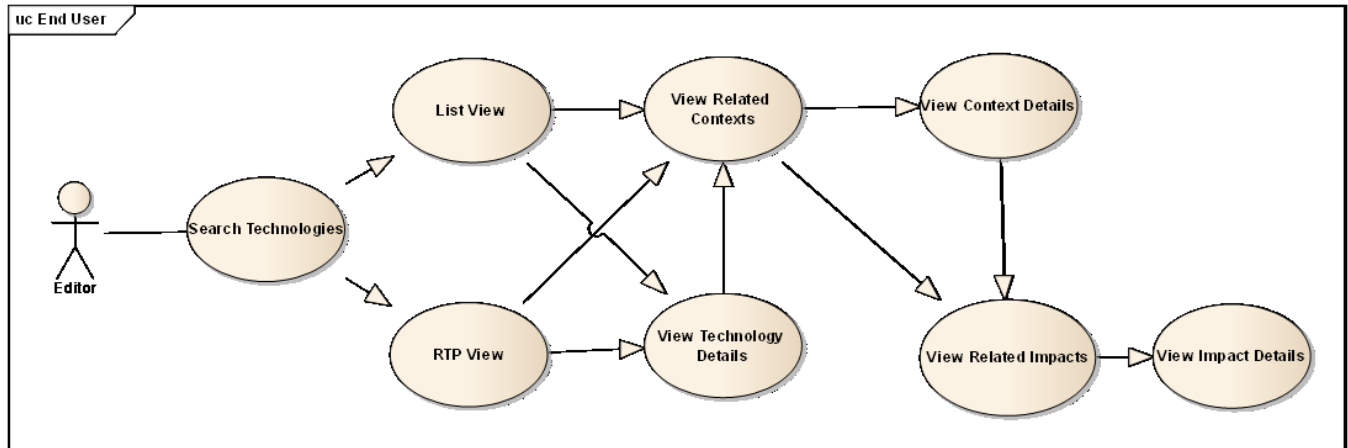 uc End User
List View
View Related
Contexts
View Context Details
Search Technologies
Editor
RTP View
View Technology
Details
View Related Impacts
View Impact Details